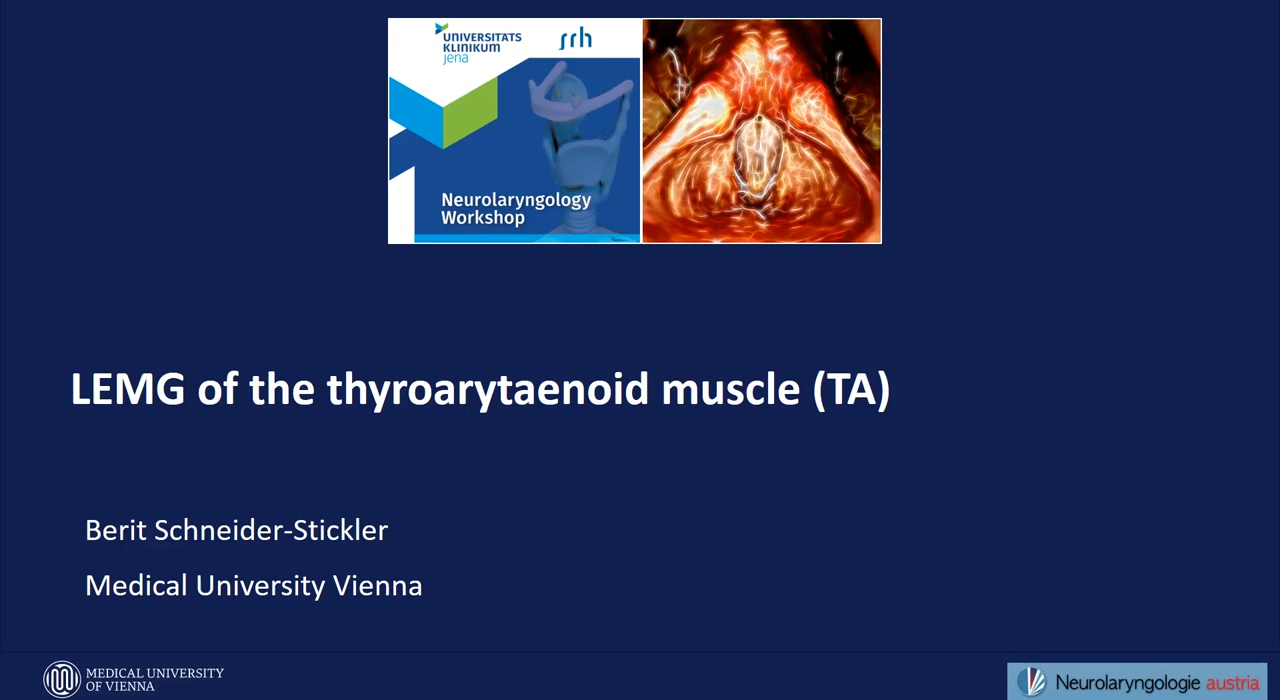 UNIVERSITÄTS
KLINIKUM
jena
srh
Neurolaryngology
Workshop
LEMG of the thyroarytaenoid muscle (TA)
Berit Schneider-Stickler
Medical University Vienna
MEDICAL UNIVERSITY
OF VIENNA
Neurolaryngologie austria